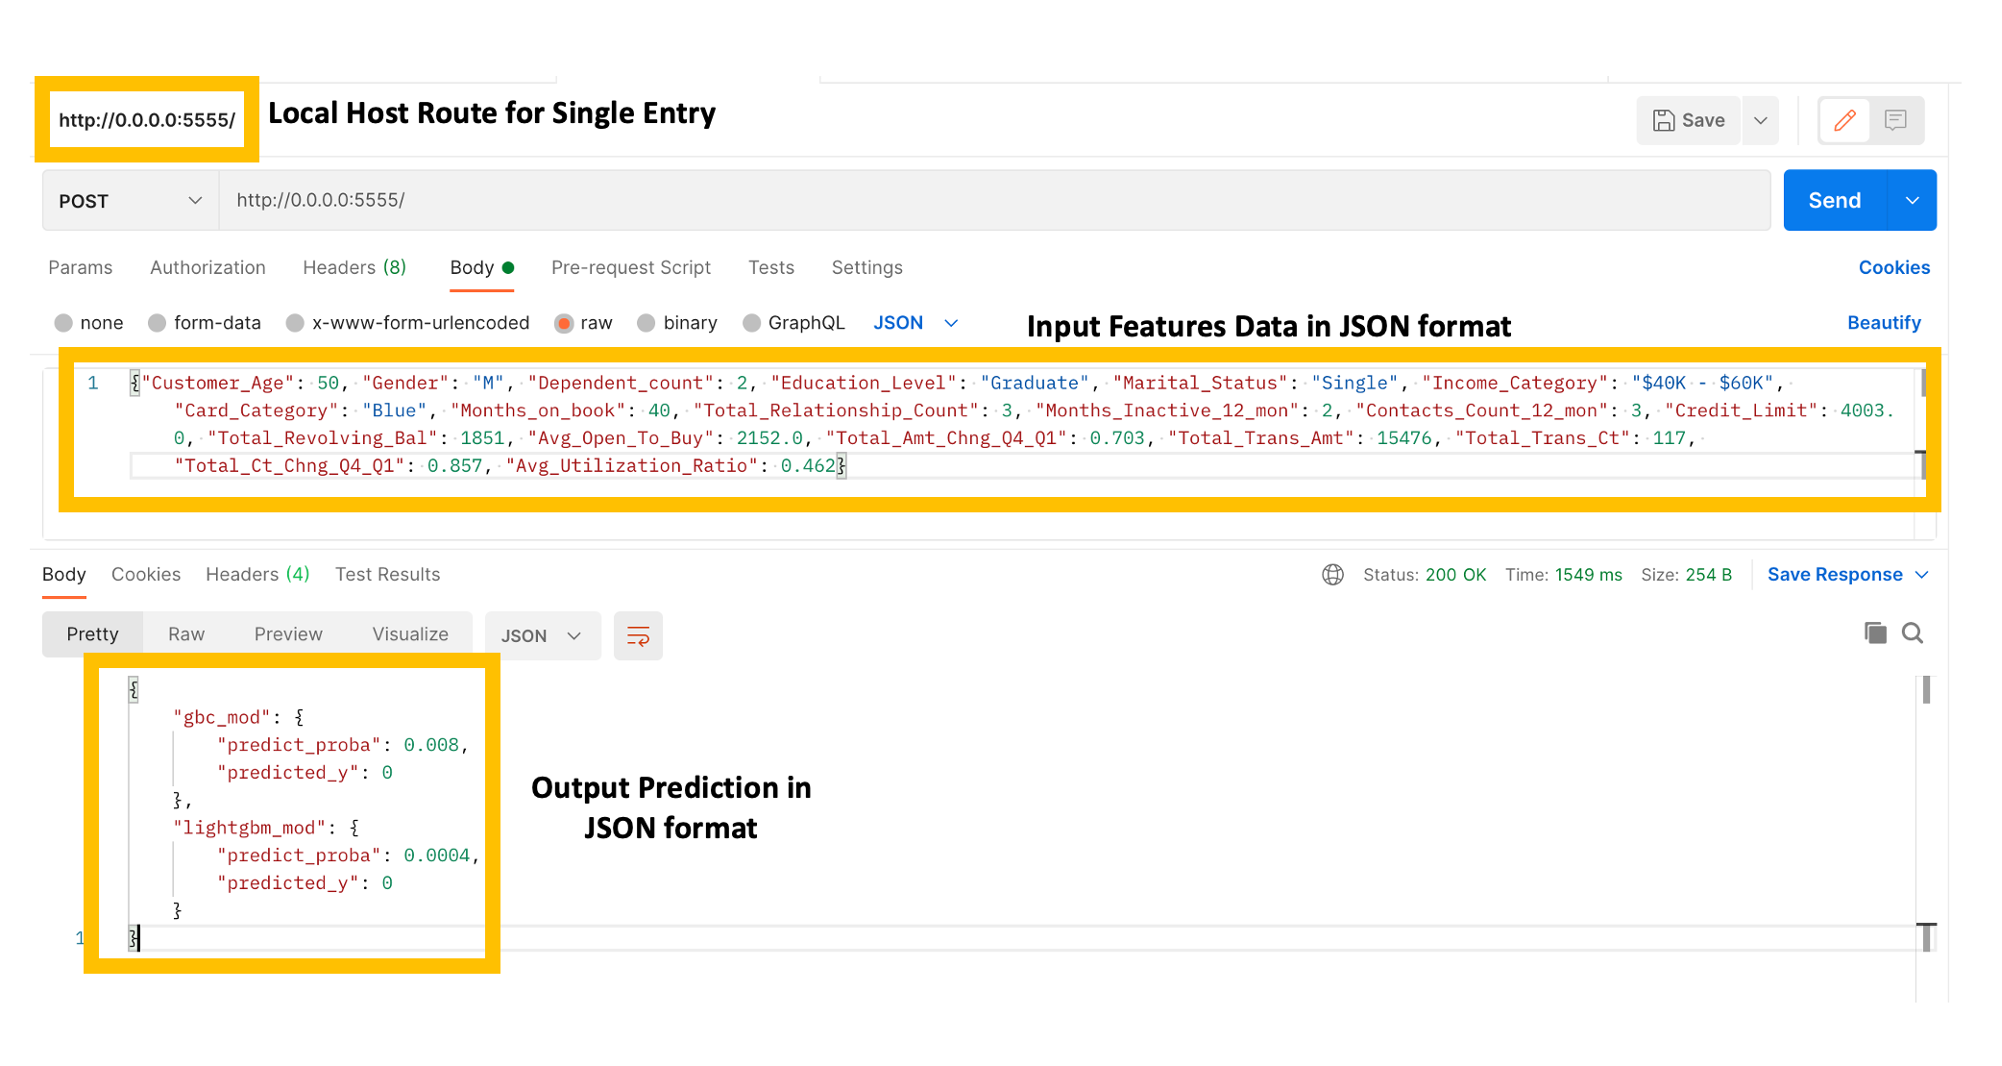 http://0.0.0.0:5555/
Local Host Route for Single Entry
Save
POST
http://0.0.0.0:5555/
Send
Params Authorization Headers (8) Body Pre-request Script Tests Settings Cookies
none form-data x-www-form-urlencoded raw binary GraphQL JSON
Input Features Data in JSON format
Beautify
1 {"Customer_Age": 50, "Gender": "M", "Dependent_count": 2, "Education_Level": "Graduate", "Marital_Status": "Single", "Income_Category": "$40K - $60K",
"Card_Category": "Blue", "Months_on_book": 40, "Total_Relationship_Count": 3, "Months_Inactive_12_mon": 2, "Contacts_Count_12_mon": 3, "Credit_Limit": 4003.
0, "Total_Revolving_Bal": 1851, "Avg_Open_To_Buy": 2152.0, "Total_Amt_Chng_Q4_Q1": 0.703, "Total_Trans_Amt": 15476, "Total_Trans_Ct": 117,
"Total_Ct_Chng_Q4_Q1": 0.857, "Avg_Utilization_Ratio": 0.462}
Body Cookies Headers (4) Test Results Status: 200 OK Time: 1549 ms Size: 254 B Save Response
Pretty Raw Preview Visualize JSON
{
"gbc_mod": {
"predict_proba": 0.008,
"predicted_y": 0
},
"lightgbm_mod": {
"predict_proba": 0.0004,
"predicted_y": 0
}
1 }
Output Prediction in
JSON format